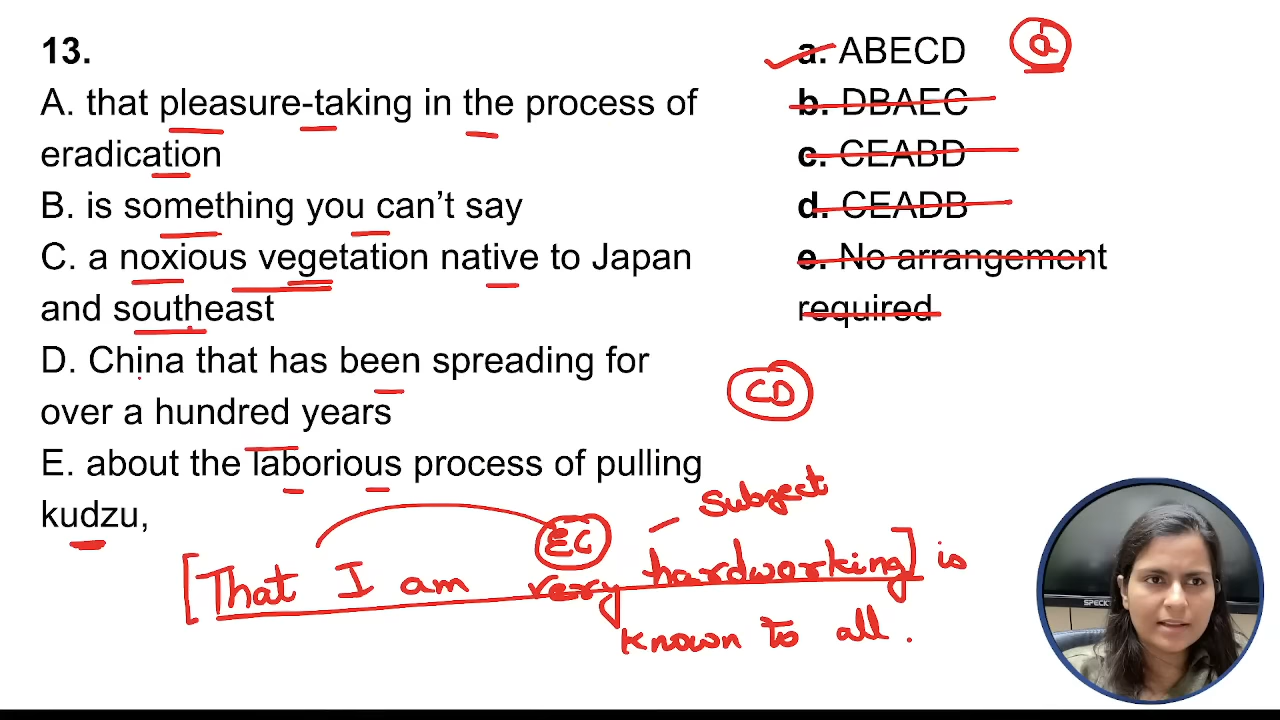 13.
A. that pleasure-taking in the process of
eradication
B. is something you can’t say
C. a noxious vegetation native to Japan
and southeast
D. China that has been spreading for
over a hundred years
E. about the laborious process of pulling
kudzu,
a. ABECD
a
b. DBAEC
c. CEABD
d. CEADB
e. No arrangement
required
CD
Subject
EC
[That I am very hardworking] is
known to all.
SPECK